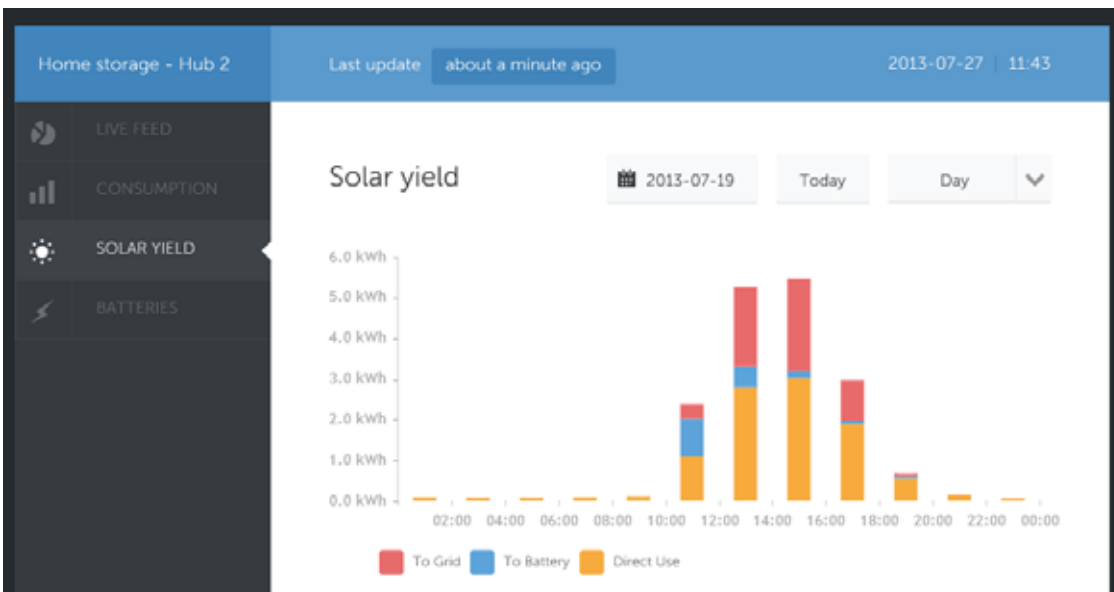 Home storage - Hub 2
Last update about a minute ago 2013-07-27 11:43
LIVE FEED
CONSUMPTION
SOLAR YIELD
BATTERIES
Solar yield 2013-07-19 Today Day
6.0 kWh
5.0 kWh
4.0 kWh
3.0 kWh
2.0 kWh
1.0 kWh
0.0 kWh
02:00 04:00 06:00 08:00 10:00 12:00 14:00 16:00 18:00 20:00 22:00 00:00
To Grid To Battery Direct Use